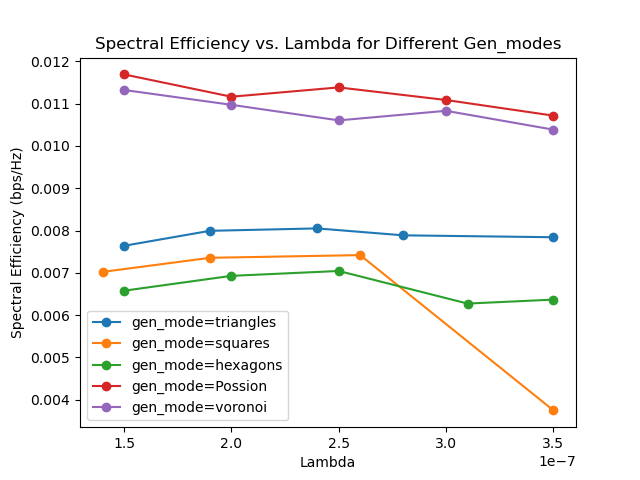 Spectral Efficiency vs. Lambda for Different Gen_modes
Spectral Efficiency (bps/Hz)
0.012
0.011
0.010
0.009
0.008
0.007
0.006
0.005
0.004
gen_mode=triangles
gen_mode=squares
gen_mode=hexagons
gen_mode=Possion
gen_mode=voronoi
1.5 2.0 2.5 3.0 3.5
Lambda
1e−7